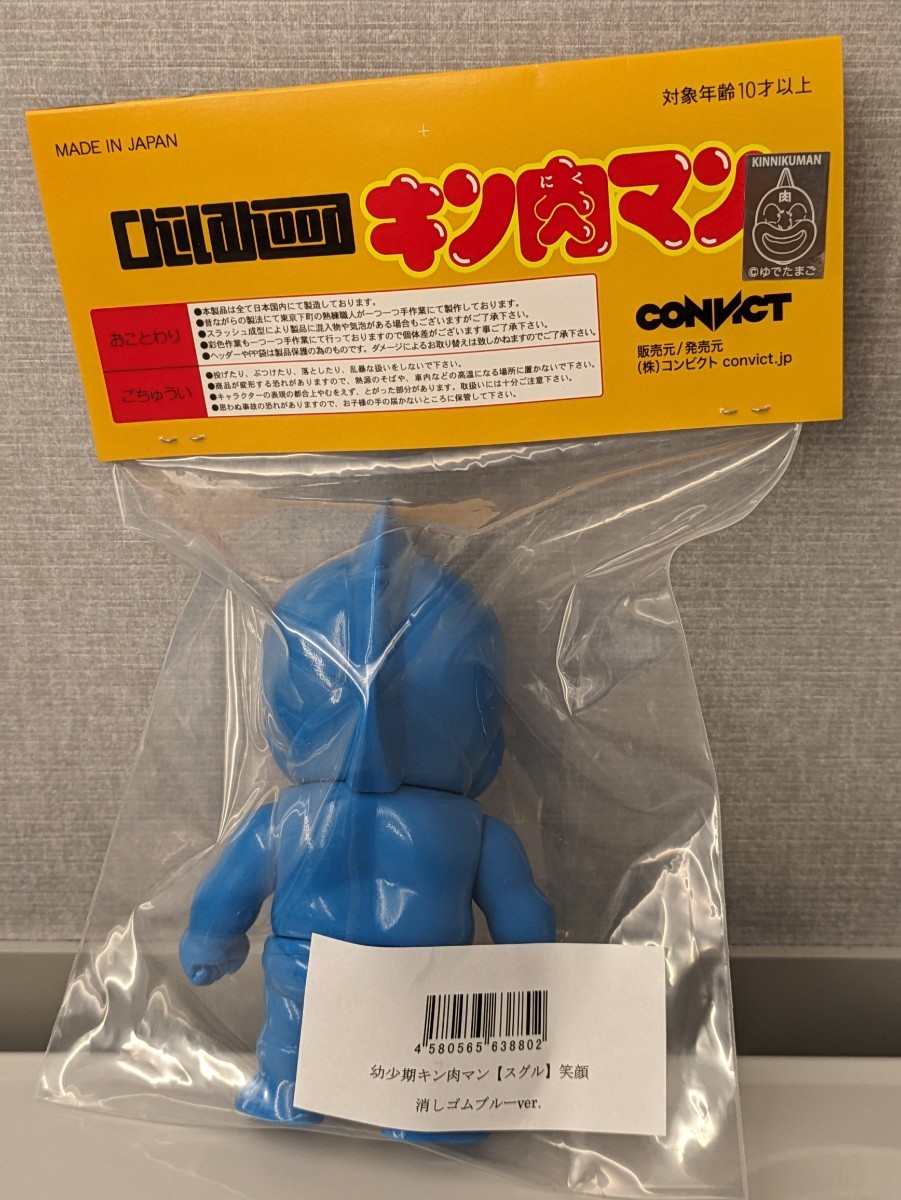 MADE IN JAPAN
対象年齢10才以上
Childhood
キン肉マン
にく
KINNIKUMAN
肉
©ゆでたまご
おことわり
●本製品は全て日本国内にて製造しております。
●昔ながらの製法にて東京下町の熟練職人が一つ一つ手作業にて製作しております。
●スラッシュ成型により製品に混入物や気泡がある場合もございますがご了承下さい。
●彩色作業も一つ一つ手作業にて行っておりますので個体差がございます事ご了承下さい。
●ヘッダーやPP袋は製品保護の為のものです。ダメージによるお取り替えは致しかねますのでご了承下さい。
ごちゅうい
●投げたり、ぶつけたり、落としたり、乱暴な扱いをしないで下さい。
●商品が変形する恐れがありますので、熱源のそばや、車内などの高温になる場所に置かないで下さい。
●キャラクターの表現の都合上やむをえず、とがった部分があります。取扱いには十分ご注意下さい。
●思わぬ事故の恐れがありますので、お子様の手の届かないところに保管して下さい。
CONVICT
販売元/発売元
(株)コンビクト convict.jp
4 580565 638802
幼少期キン肉マン【スグル】笑顔
消しゴムブルーver.